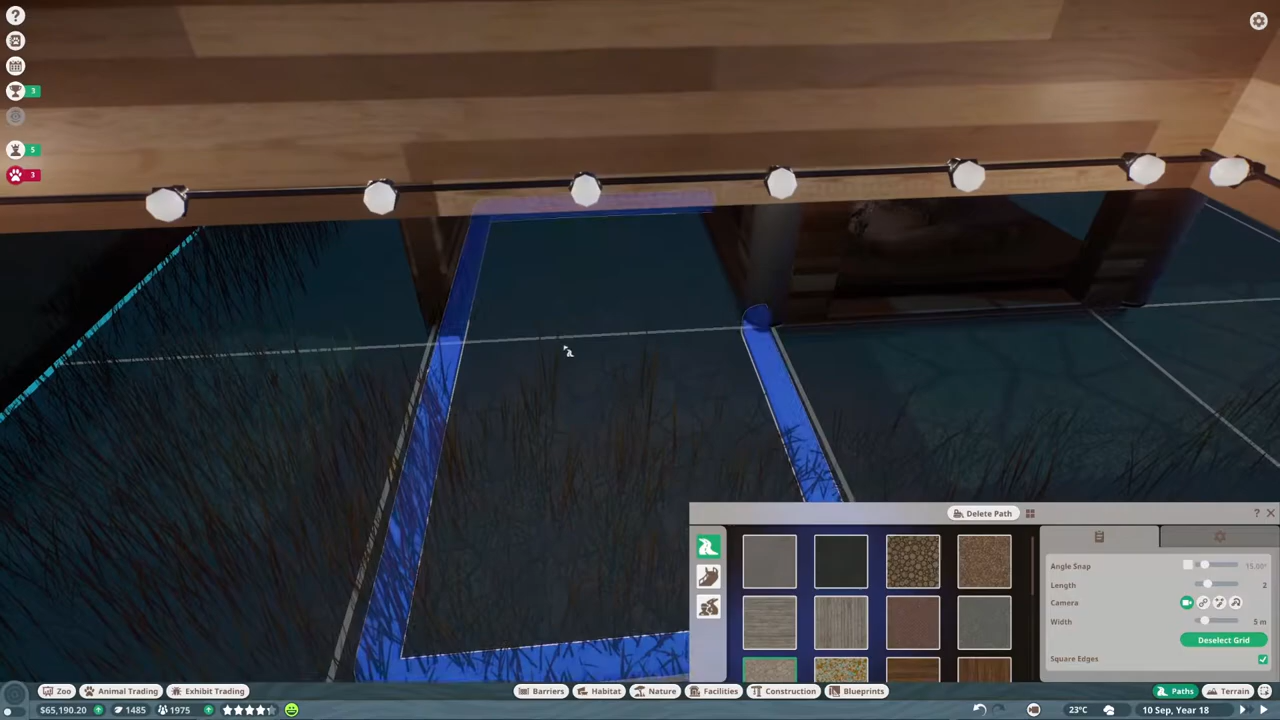 ?
3
5
3
Delete Path
?
Angle Snap 15.00°
Length 2
Camera
Width 5 m
Deselect Grid
Square Edges
Zoo Animal Trading Exhibit Trading Barriers Habitat Nature Facilities Construction Blueprints Paths Terrain
$65,190.20 1485 1975 23°C 10 Sep, Year 18